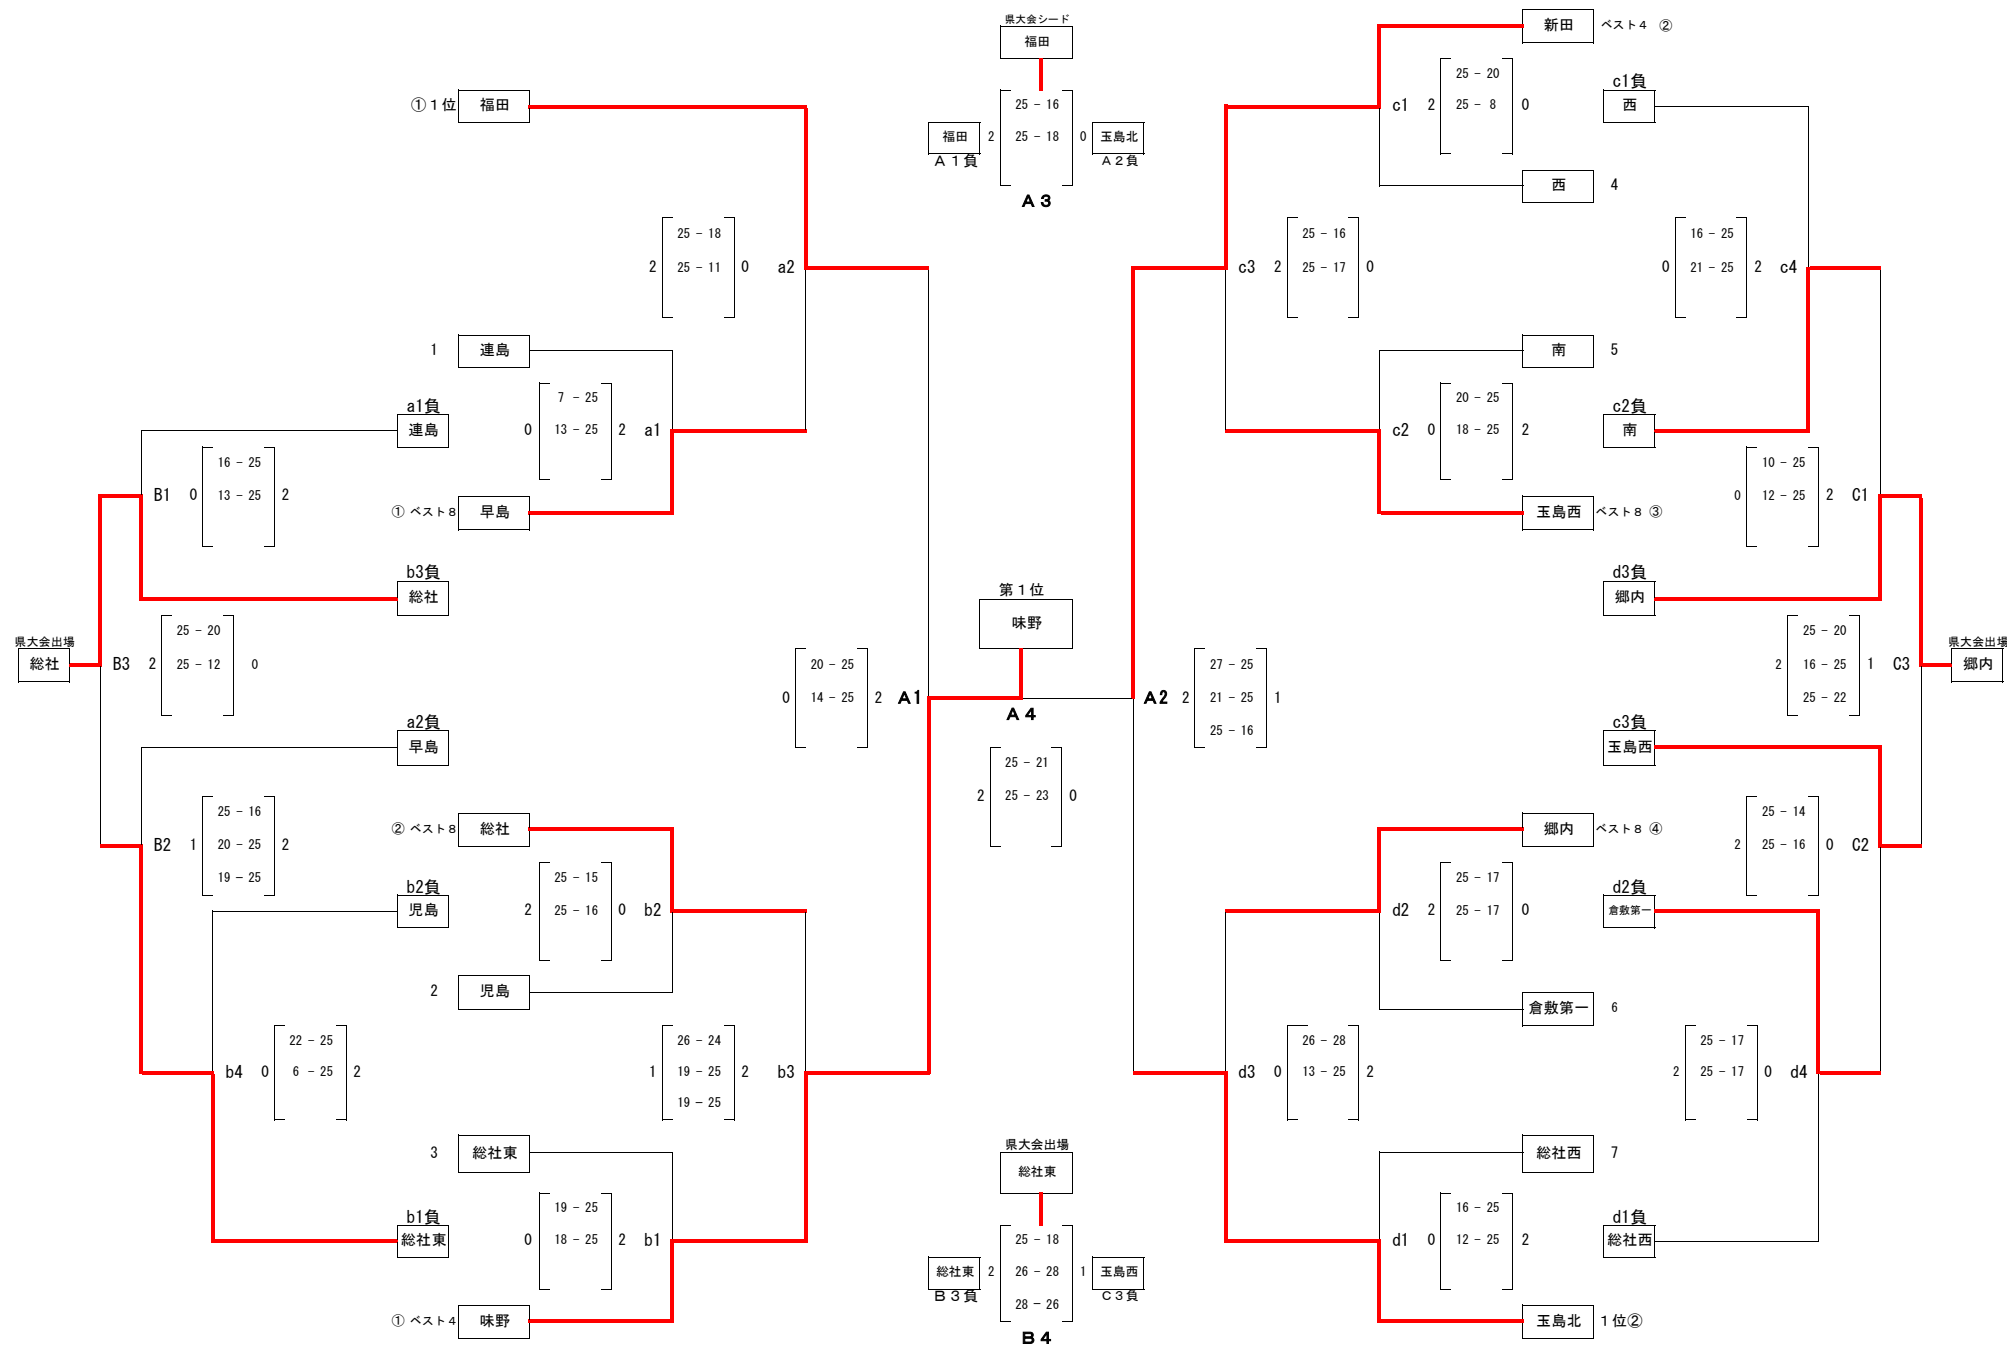 県大会シード
福田
25 － 16
25 － 18
福田 2 0 玉島北
Ａ１負 Ａ２負
Ａ３
①１位 福田
25 － 18
25 － 11
2 0 a2
1 連島
7 － 25
13 － 25
0 2 a1
① ベスト８ 早島
a1負
連島
16 － 25
13 － 25
B1 0 2
b3負
総社
県大会出場
総社
25 － 20
25 － 12
B3 2 0
a2負
早島
25 － 16
20 － 25
19 － 25
B2 1 2
② ベスト８ 総社
25 － 15
25 － 16
2 0 b2
b2負
児島
2 児島
22 － 25
6 － 25
b4 0 2
26 － 24
19 － 25
19 － 25
1 2 b3
3 総社東
19 － 25
18 － 25
0 2 b1
b1負
総社東
① ベスト４ 味野
20 － 25
14 － 25
0 2 A1
第１位
味野
Ａ４
25 － 21
25 － 23
2 0
27 － 25
21 － 25
25 － 16
A2 2 1
県大会出場
総社東
25 － 18
26 － 28
28 － 26
総社東 2 1 玉島西
Ｂ３負 Ｃ３負
Ｂ４
新田 ベスト４ ②
25 － 20
25 － 8
c1 2 0
c1負
西
西 4
25 － 16
25 － 17
c3 2 0
16 － 25
21 － 25
0 2 c4
南 5
20 － 25
18 － 25
c2 0 2
c2負
南
玉島西 ベスト８ ③
10 － 25
12 － 25
0 2 C1
d3負
郷内
25 － 20
16 － 25
25 － 22
2 1 C3
県大会出場
郷内
c3負
玉島西
25 － 14
25 － 16
2 0 C2
郷内 ベスト８ ④
25 － 17
25 － 17
d2 2 0
d2負
倉敷第一
倉敷第一 6
26 － 28
13 － 25
d3 0 2
25 － 17
25 － 17
2 0 d4
総社西 7
16 － 25
12 － 25
d1 0 2
d1負
総社西
玉島北 １位②